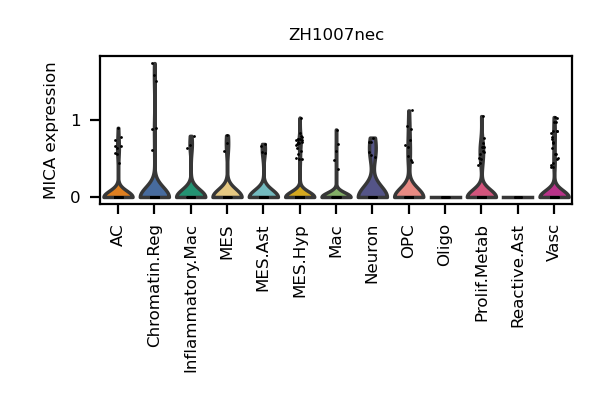 ZH1007nec
MICA expression
1
0
AC
Chromatin.Reg
Inflammatory.Mac
MES
MES.Ast
MES.Hyp
Mac
Neuron
OPC
Oligo
Prolif.Metab
Reactive.Ast
Vasc